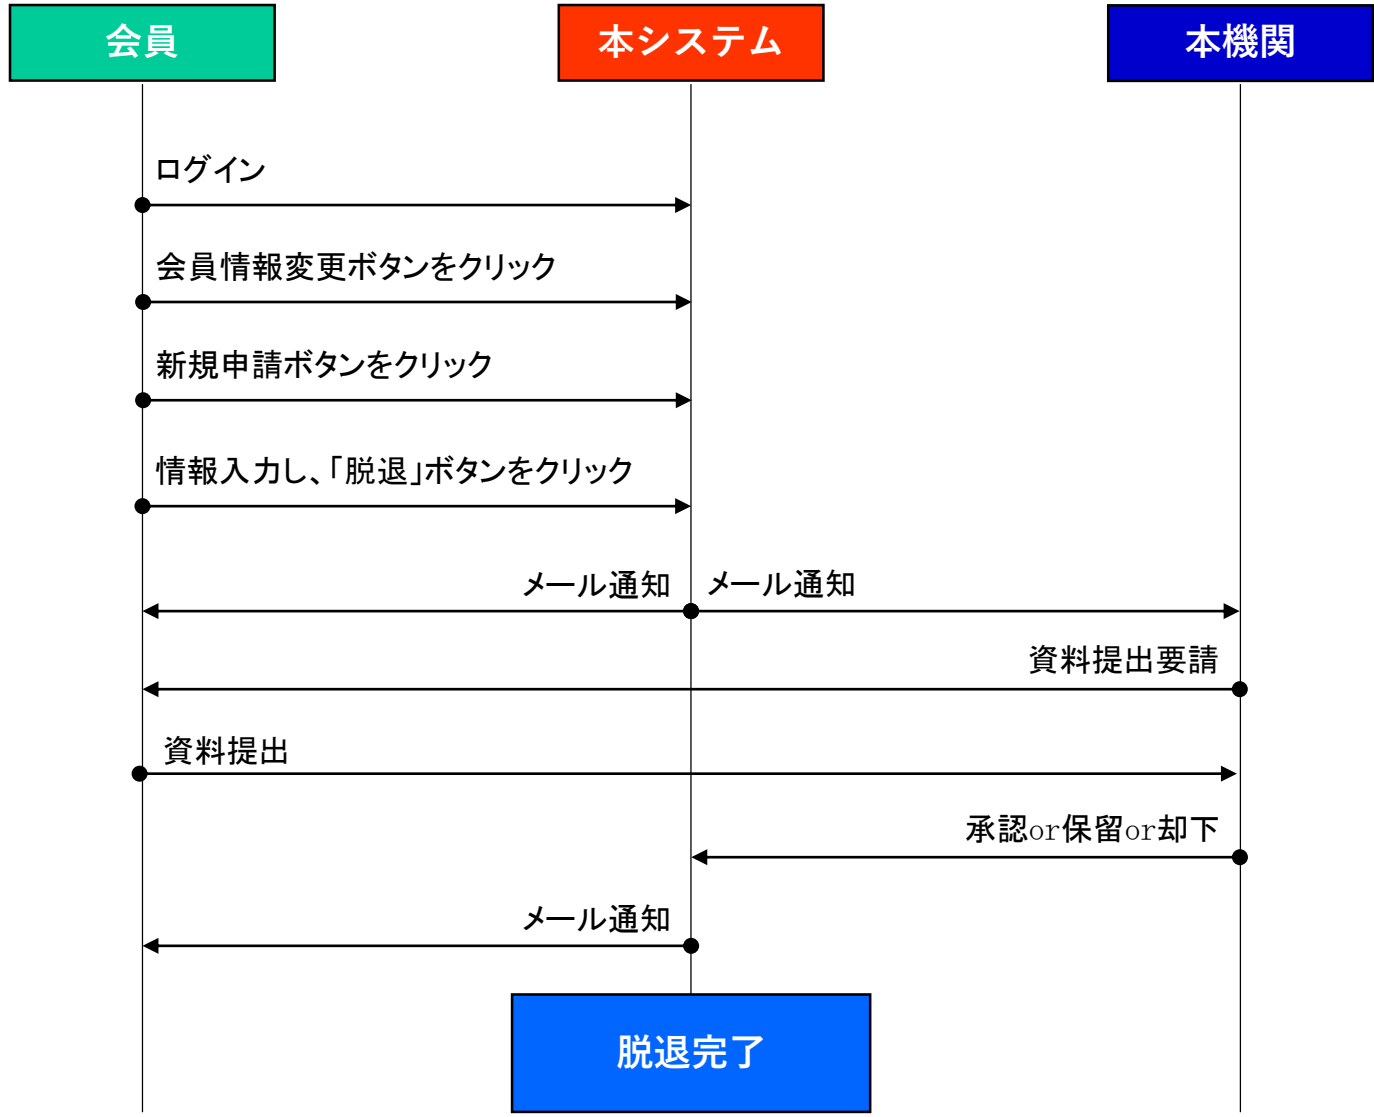 会員
本システム
本機関
ログイン
会員情報変更ボタンをクリック
新規申請ボタンをクリック
情報入力し、「脱退」ボタンをクリック
メール通知
メール通知
資料提出要請
資料提出
承認or保留or却下
メール通知
脱退完了